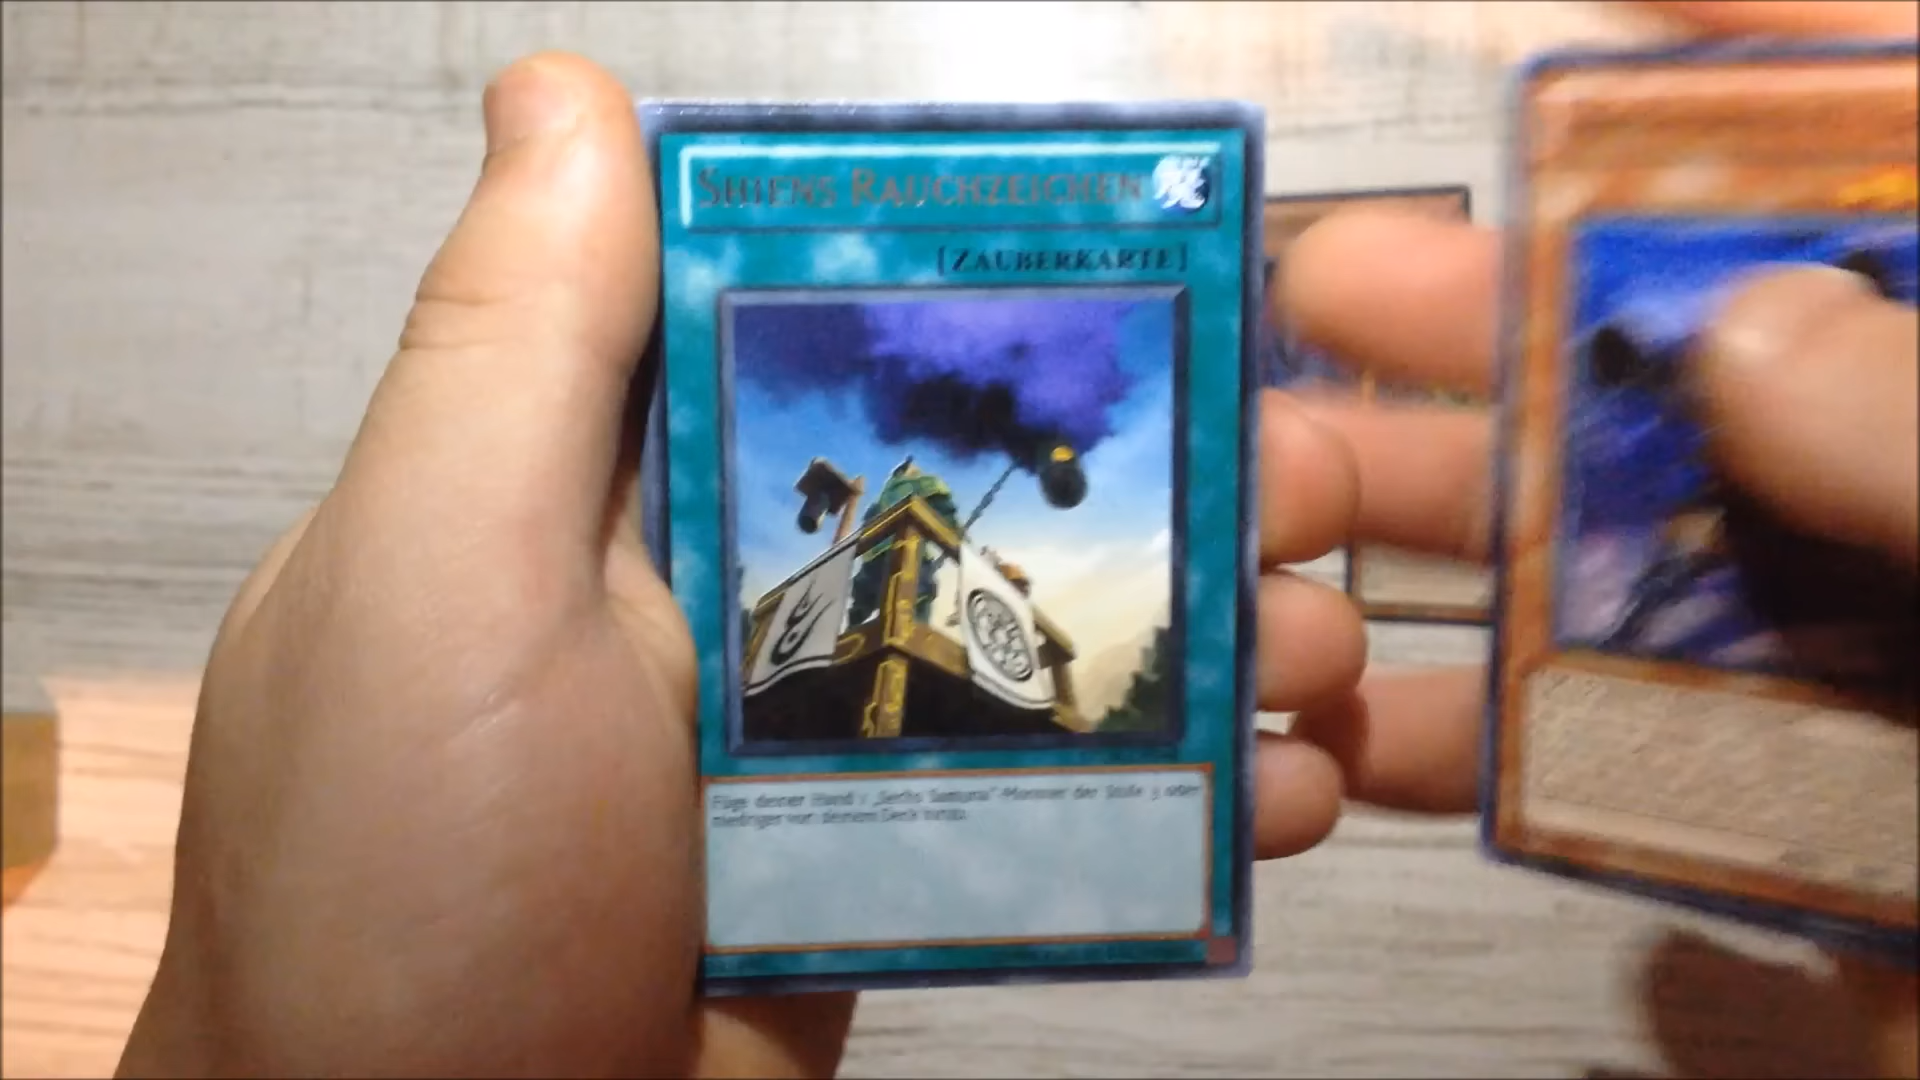 Shiens Rauchzeichen
[Zauberkarte]
Füge deiner Hand 1 „Sechs Samurai"-Monster der Stufe 3 oder
niedriger von deinem Deck hinzu.